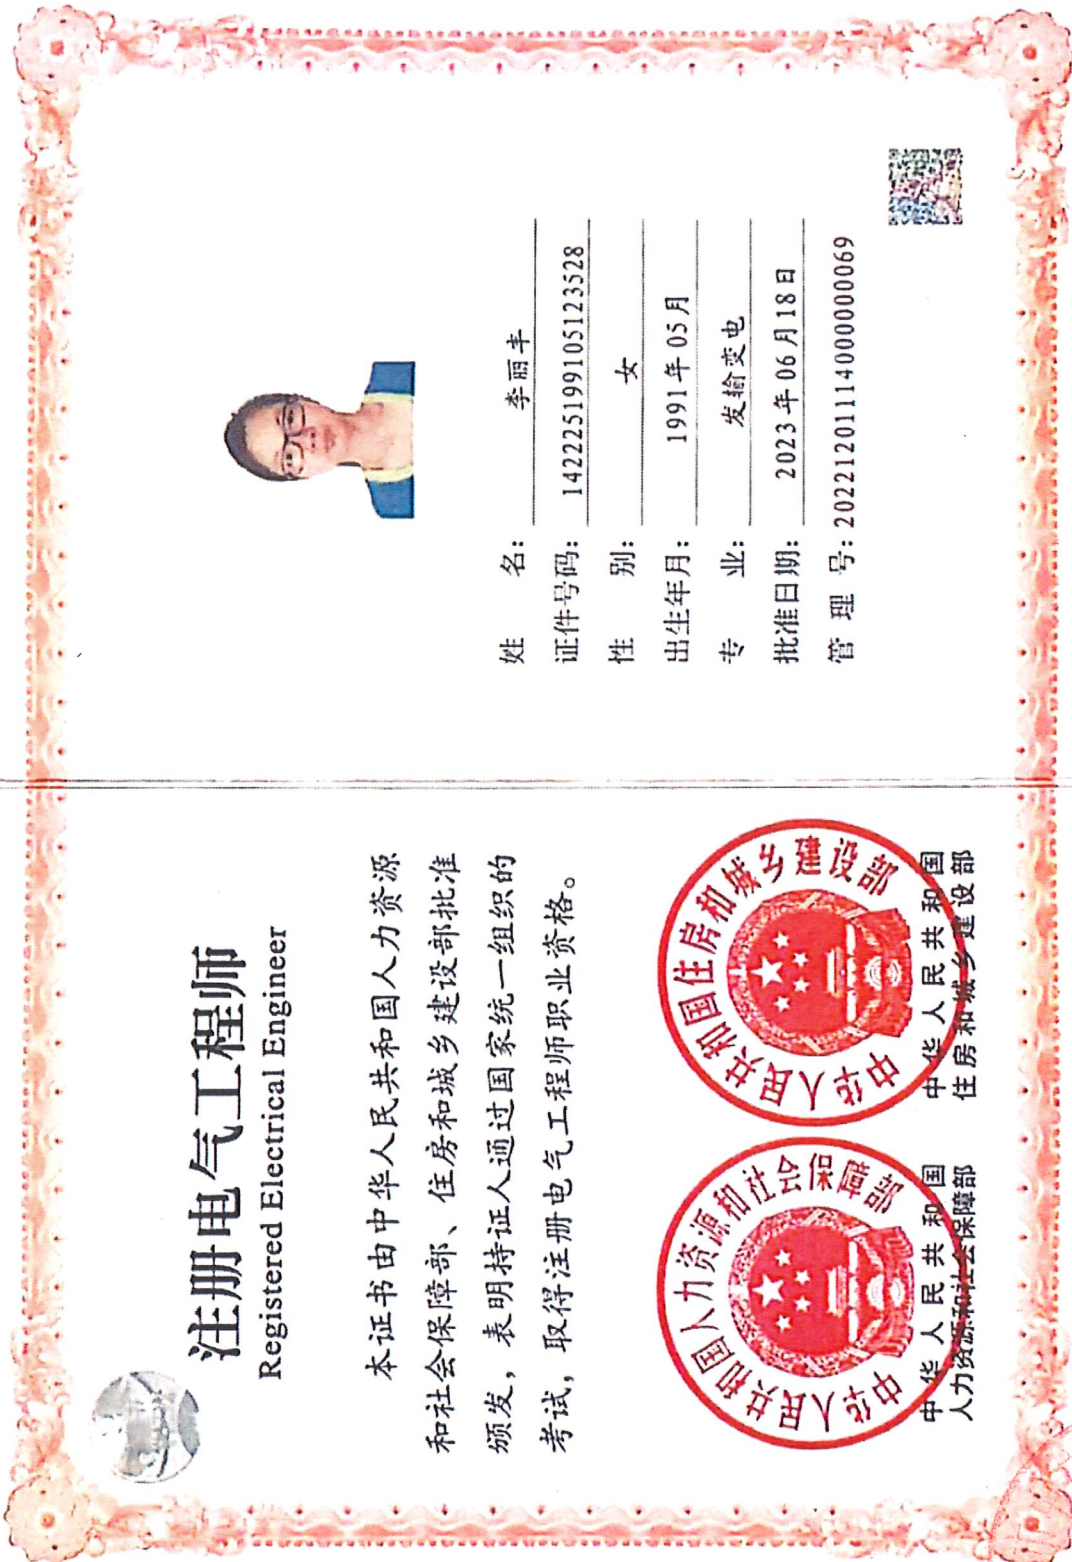 注册电气工程师
Registered Electrical Engineer
本证书由中华人民共和国人力资源
和社会保障部、住房和城乡建设部批准
颁发，表明持证人通过国家统一组织的
考试，取得注册电气工程师职业资格。
中华人民共和国人力资源和社会保障部
中华人民共和国
人力资源和社会保障部
中华人民共和国住房和城乡建设部
中华人民共和国
住房和城乡建设部
姓 名：李丽丰
证件号码：142225199105123528
性 别：女
出生年月：1991年05月
专 业：发输变电
批准日期：2023年06月18日
管 理 号：20221201114000000069